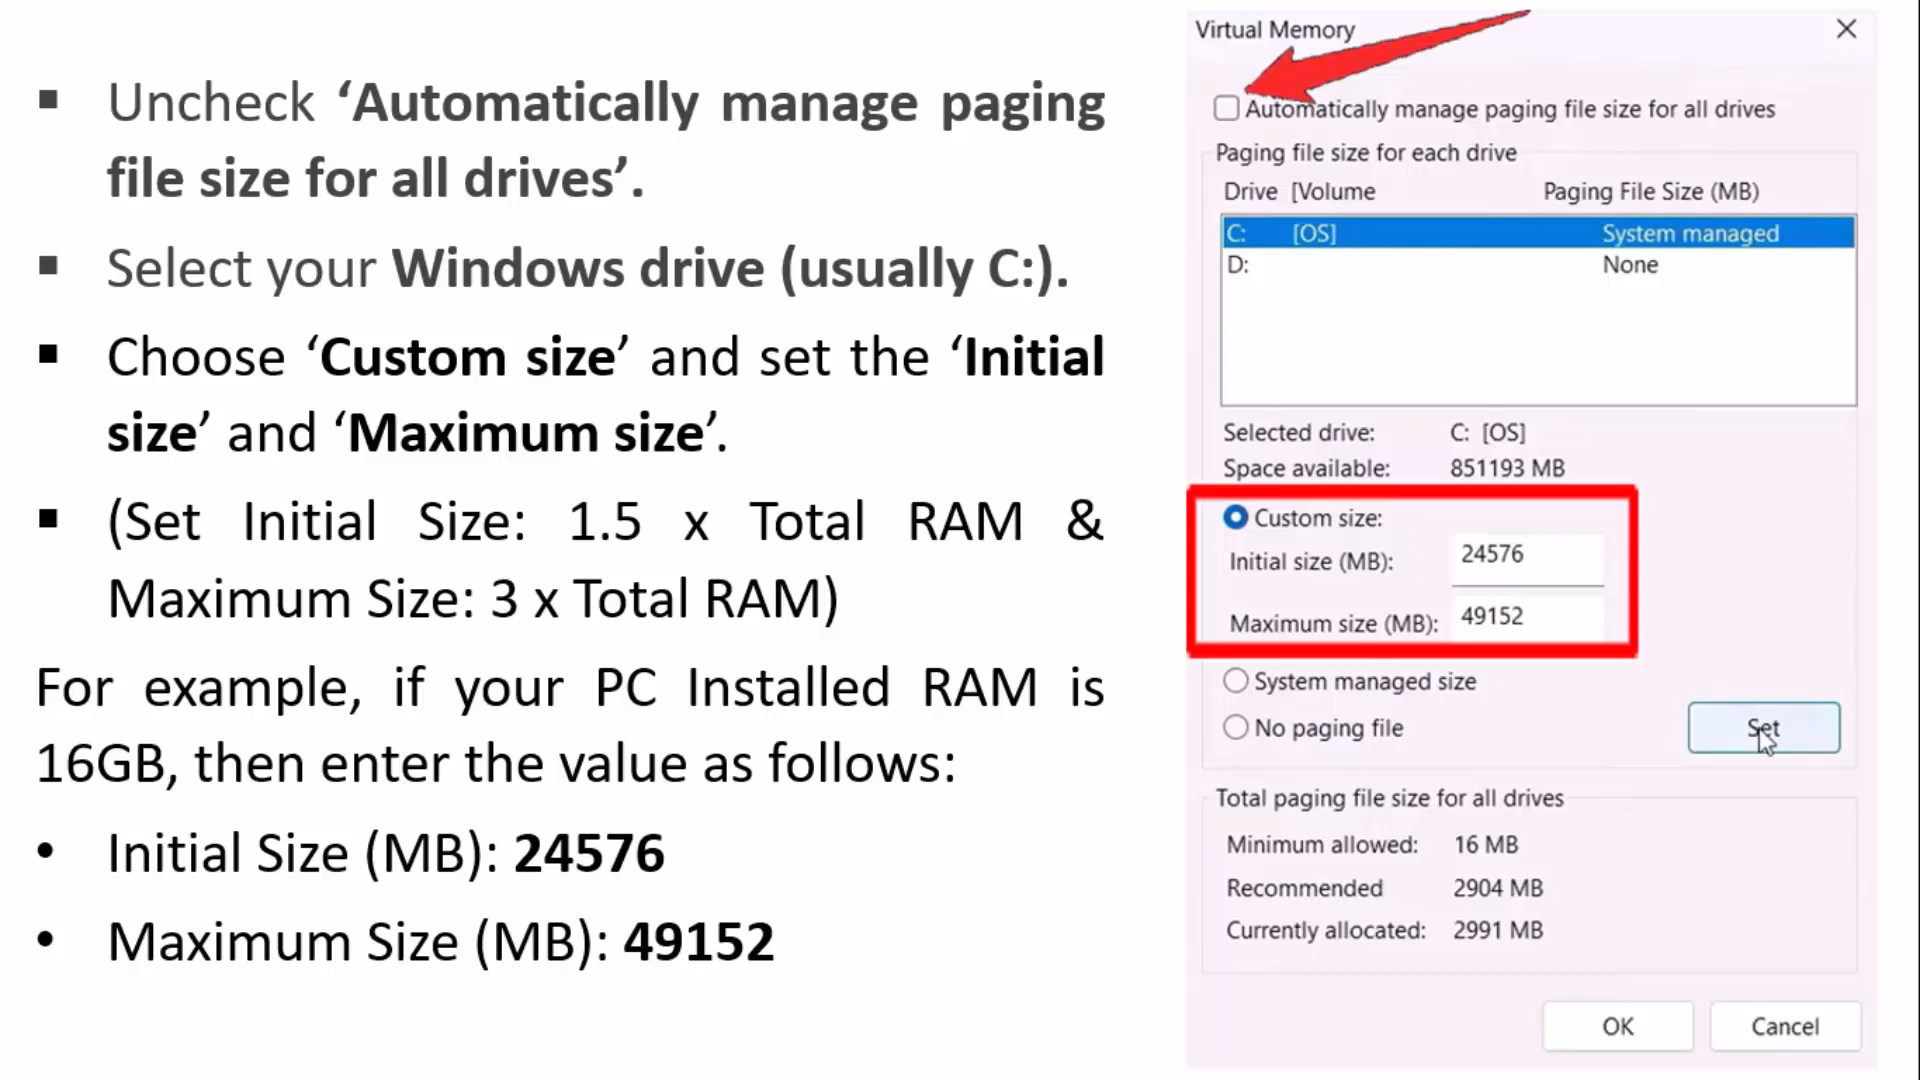 ▪ Uncheck ‘Automatically manage paging
file size for all drives’.
▪ Select your Windows drive (usually C:).
▪ Choose ‘Custom size’ and set the ‘Initial
size’ and ‘Maximum size’.
▪ (Set Initial Size: 1.5 x Total RAM &
Maximum Size: 3 x Total RAM)
For example, if your PC Installed RAM is
16GB, then enter the value as follows:
• Initial Size (MB): 24576
• Maximum Size (MB): 49152
Virtual Memory
Automatically manage paging file size for all drives
Paging file size for each drive
Drive [Volume Paging File Size (MB)
C: [OS] System managed
D: None
Selected drive: C: [OS]
Space available: 851193 MB
Custom size:
Initial size (MB): 24576
Maximum size (MB): 49152
System managed size
No paging file Set
Total paging file size for all drives
Minimum allowed: 16 MB
Recommended 2904 MB
Currently allocated: 2991 MB
OK Cancel